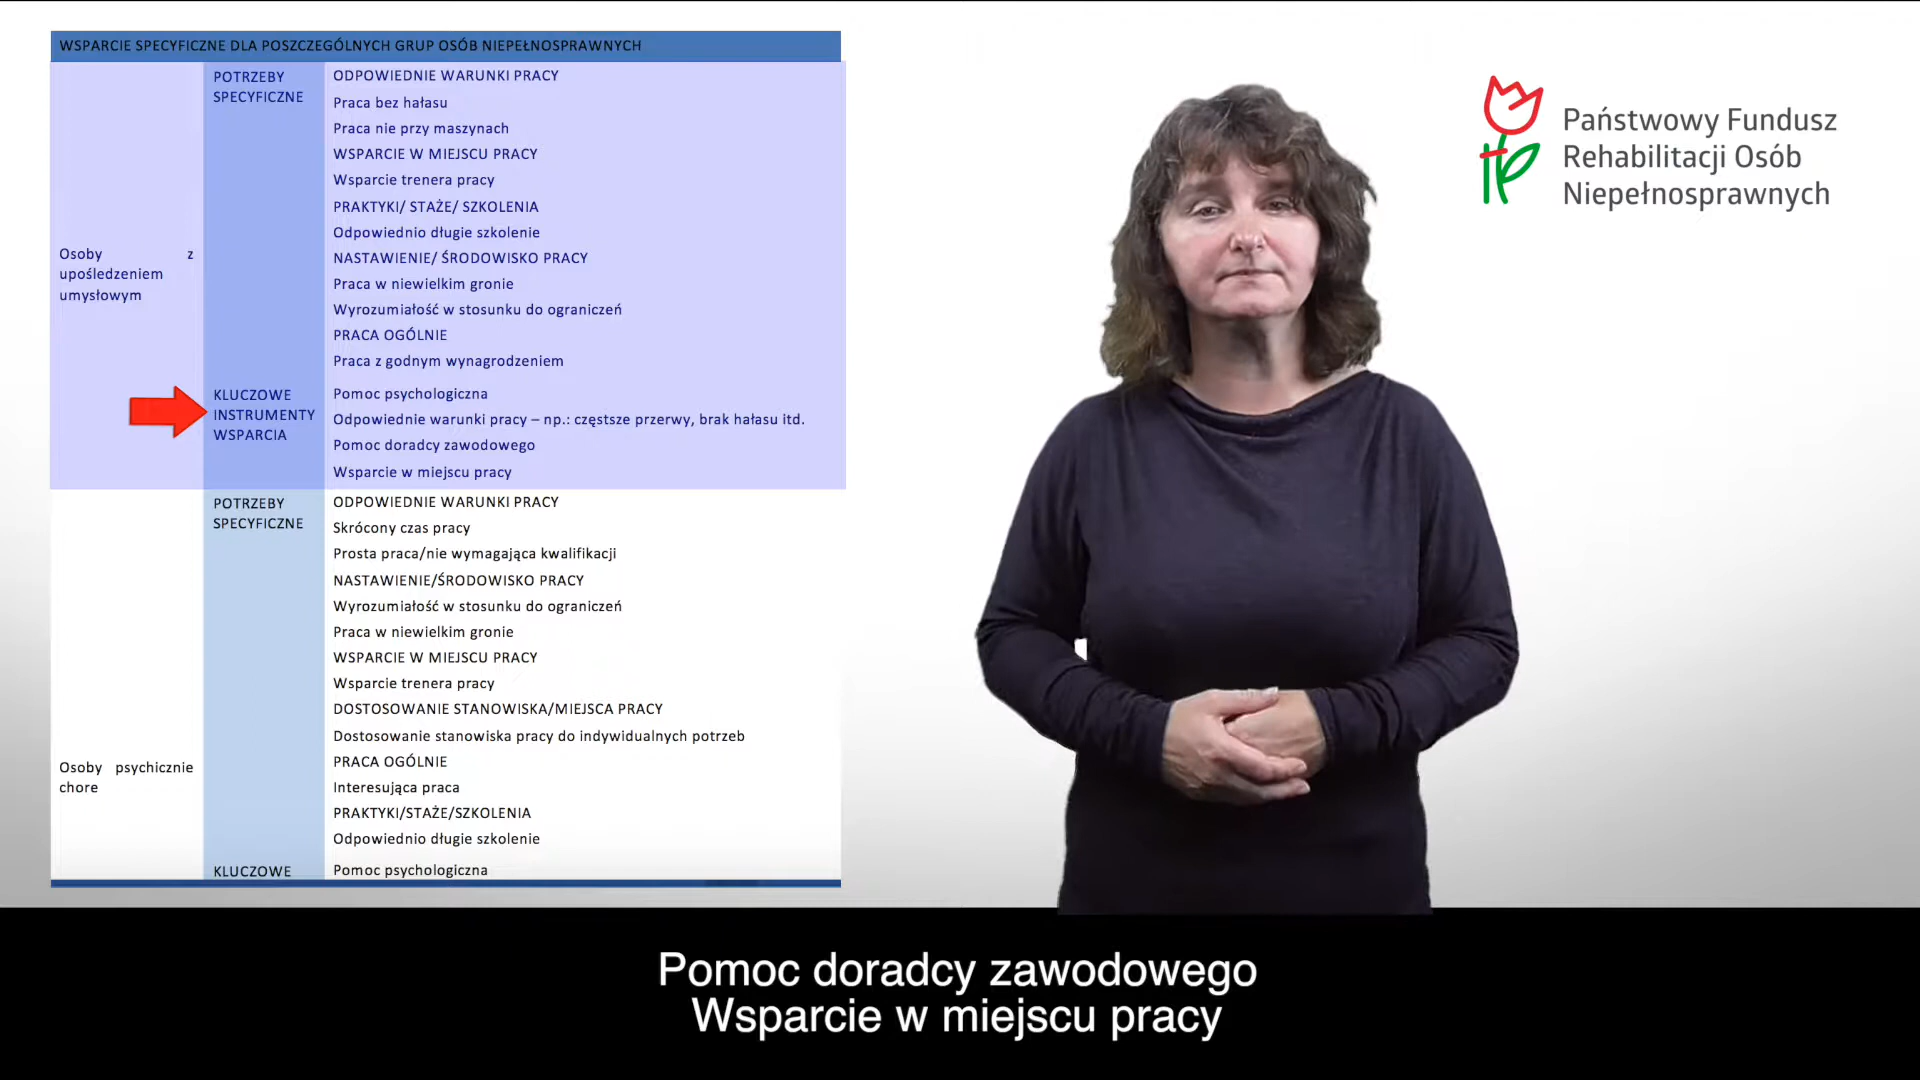 WSPARCIE SPECYFICZNE DLA POSZCZEGÓLNYCH GRUP OSÓB NIEPEŁNOSPRAWNYCH
Osoby z
upośledzeniem
umysłowym
POTRZEBY
SPECYFICZNE
ODPOWIEDNIE WARUNKI PRACY
Praca bez hałasu
Praca nie przy maszynach
WSPARCIE W MIEJSCU PRACY
Wsparcie trenera pracy
PRAKTYKI/ STAŻE/ SZKOLENIA
Odpowiednio długie szkolenie
NASTAWIENIE/ ŚRODOWISKO PRACY
Praca w niewielkim gronie
Wyrozumiałość w stosunku do ograniczeń
PRACA OGÓLNIE
Praca z godnym wynagrodzeniem
KLUCZOWE
INSTRUMENTY
WSPARCIA
Pomoc psychologiczna
Odpowiednie warunki pracy – np.: częstsze przerwy, brak hałasu itd.
Pomoc doradcy zawodowego
Wsparcie w miejscu pracy
Osoby psychicznie
chore
POTRZEBY
SPECYFICZNE
ODPOWIEDNIE WARUNKI PRACY
Skrócony czas pracy
Prosta praca/nie wymagająca kwalifikacji
NASTAWIENIE/ŚRODOWISKO PRACY
Wyrozumiałość w stosunku do ograniczeń
Praca w niewielkim gronie
WSPARCIE W MIEJSCU PRACY
Wsparcie trenera pracy
DOSTOSOWANIE STANOWISKA/MIEJSCA PRACY
Dostosowanie stanowiska pracy do indywidualnych potrzeb
PRACA OGÓLNIE
Interesująca praca
PRAKTYKI/STAŻE/SZKOLENIA
Odpowiednio długie szkolenie
KLUCZOWE
Pomoc psychologiczna
Państwowy Fundusz
Rehabilitacji Osób
Niepełnosprawnych
Pomoc doradcy zawodowego
Wsparcie w miejscu pracy